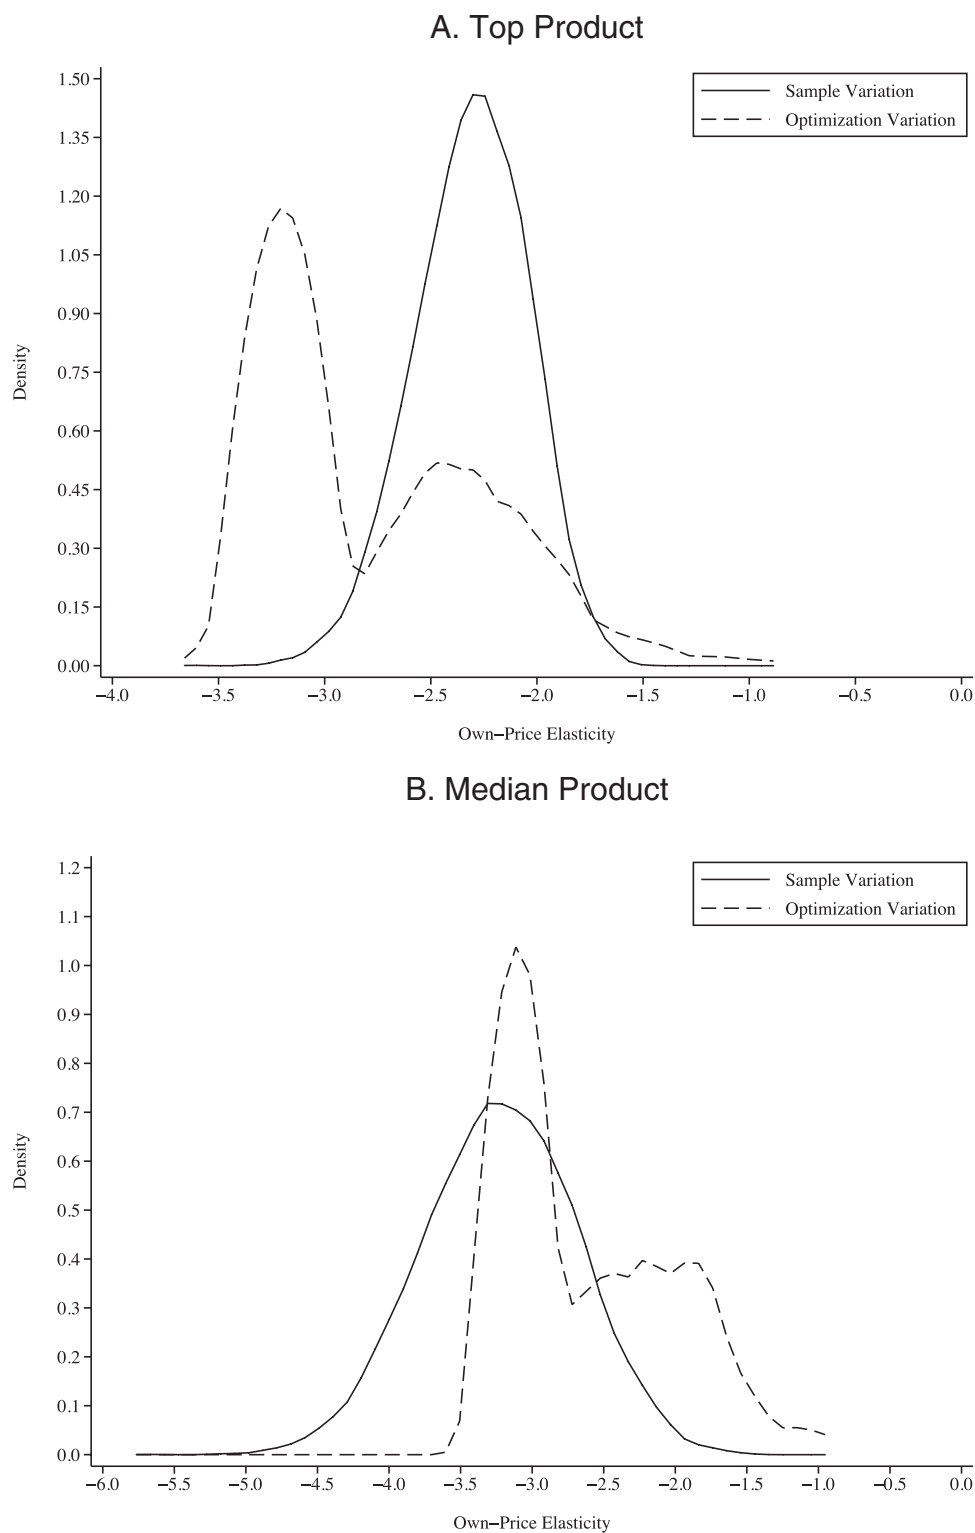 A. Top Product
1.50
1.35
1.20
1.05
0.90
0.75
0.60
0.45
0.30
0.15
0.00
Density
Sample Variation
Optimization Variation
−4.0 −3.5 −3.0 −2.5 −2.0 −1.5 −1.0 −0.5 0.0
Own−Price Elasticity
B. Median Product
1.2
1.1
1.0
0.9
0.8
0.7
0.6
0.5
0.4
0.3
0.2
0.1
0.0
Density
Sample Variation
Optimization Variation
−6.0 −5.5 −5.0 −4.5 −4.0 −3.5 −3.0 −2.5 −2.0 −1.5 −1.0 −0.5 0.0
Own−Price Elasticity